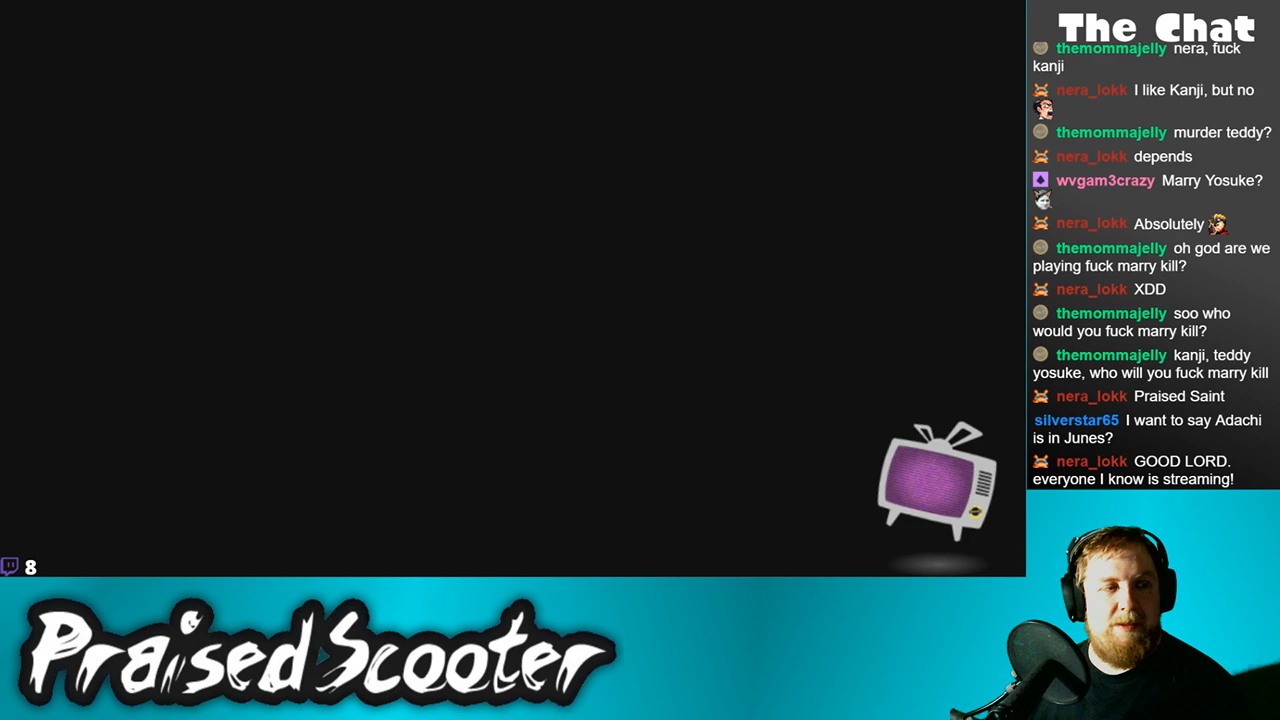 The Chat
themommajelly nera, fuck
kanji
nera_lokk I like Kanji, but no
themommajelly murder teddy?
nera_lokk depends
wvgam3crazy Marry Yosuke?
nera_lokk Absolutely
themommajelly oh god are we
playing fuck marry kill?
nera_lokk XDD
themommajelly soo who
would you fuck marry kill?
themommajelly kanji, teddy
yosuke, who will you fuck marry kill
nera_lokk Praised Saint
silverstar65 I want to say Adachi
is in Junes?
nera_lokk GOOD LORD.
everyone I know is streaming!
8
PraisedScooter